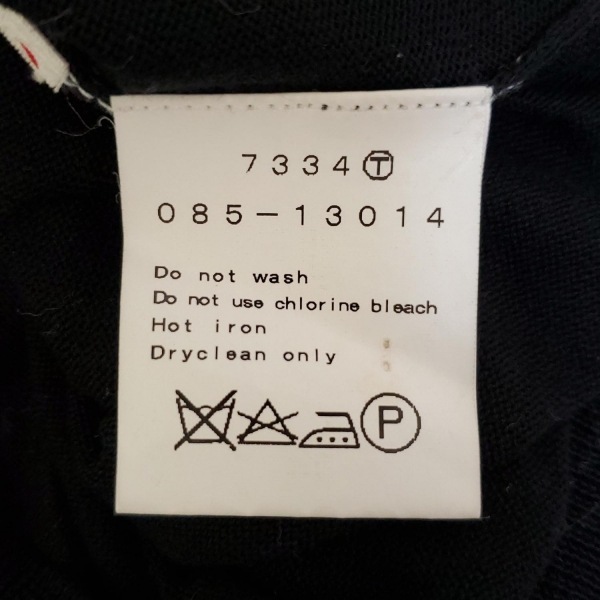 7334Ⓣ
085-13014
Do not wash
Do not use chlorine bleach
Hot iron
Dryclean only
P